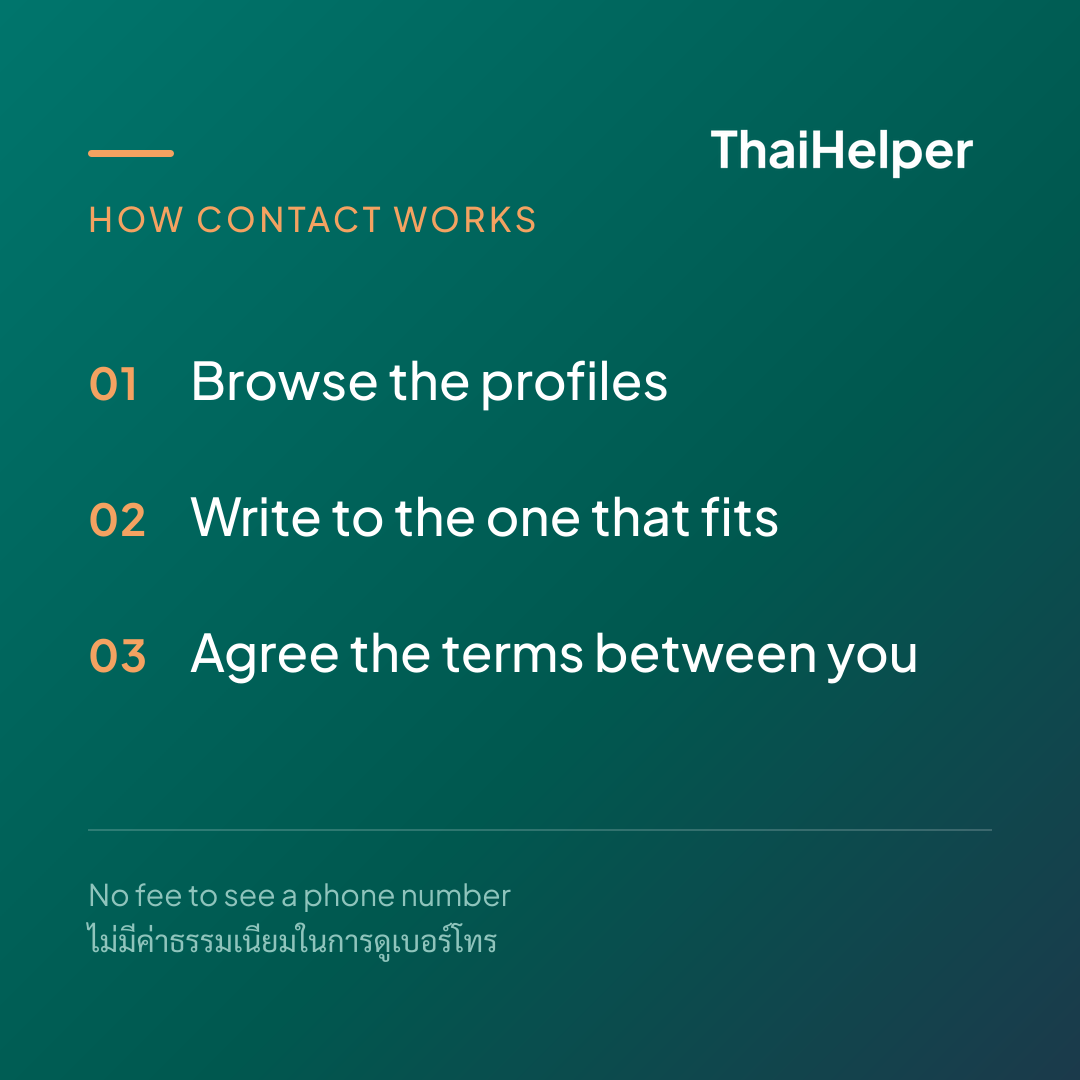 ThaiHelper
HOW CONTACT WORKS
01 Browse the profiles
02 Write to the one that fits
03 Agree the terms between you
No fee to see a phone number
ไม่มีค่าธรรมเนียมในการดูเบอร์โทร